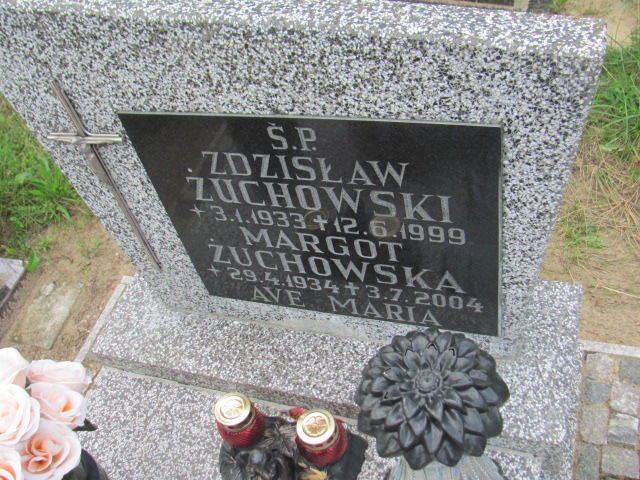 Ś.P.
ZDZISŁAW
ŻUCHOWSKI
* 3.1.1933 + 12.6.1999
MARGOT
ŻUCHOWSKA
* 29.4.1934 + 3.7.2004
AVE MARIA